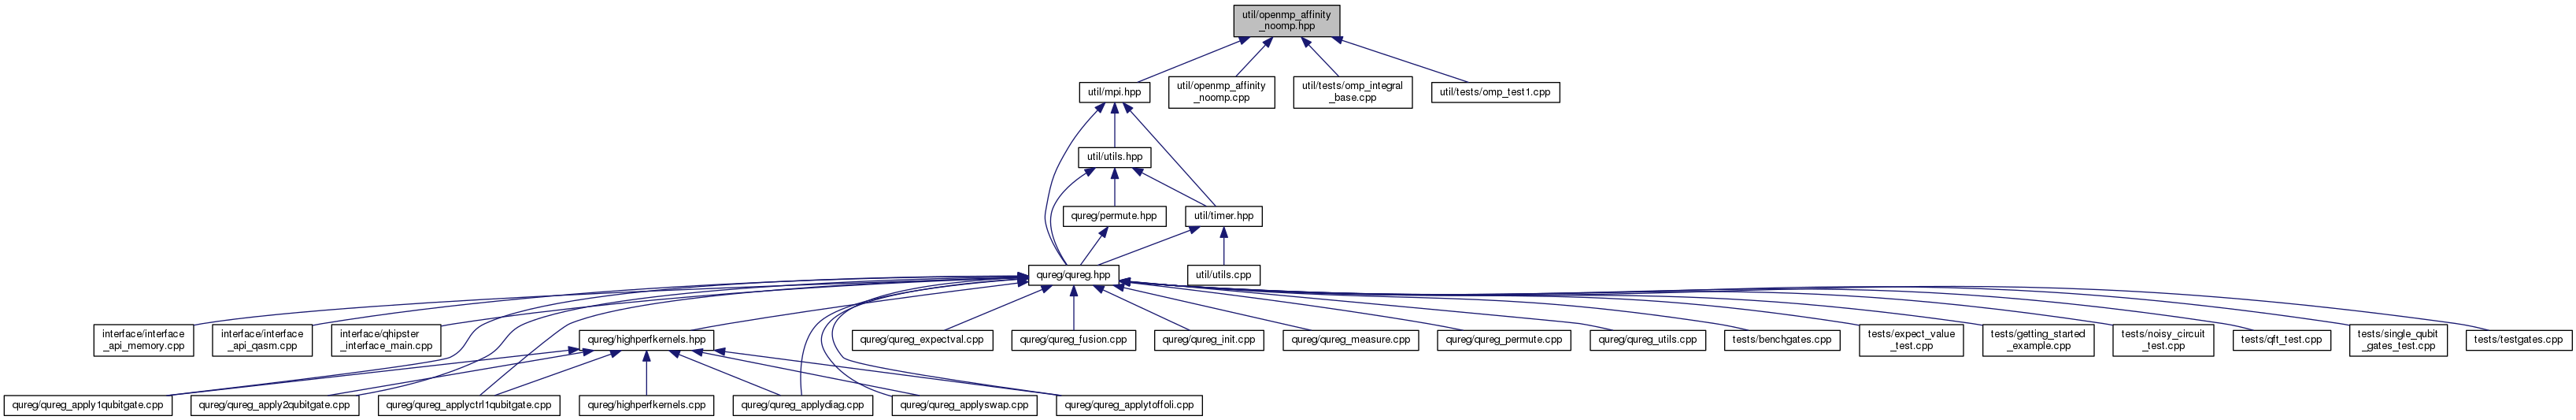 util/openmp_affinity
_noomp.hpp
util/mpi.hpp
util/openmp_affinity
_noomp.cpp
util/tests/omp_integral
_base.cpp
util/tests/omp_test1.cpp
util/utils.hpp
qureg/permute.hpp
util/timer.hpp
qureg/qureg.hpp
util/utils.cpp
interface/interface
_api_memory.cpp
interface/interface
_api_qasm.cpp
interface/qhipster
_interface_main.cpp
qureg/highperfkernels.hpp
qureg/qureg_expectval.cpp
qureg/qureg_fusion.cpp
qureg/qureg_init.cpp
qureg/qureg_measure.cpp
qureg/qureg_permute.cpp
qureg/qureg_utils.cpp
tests/benchgates.cpp
tests/expect_value
_test.cpp
tests/getting_started
_example.cpp
tests/noisy_circuit
_test.cpp
tests/qft_test.cpp
tests/single_qubit
_gates_test.cpp
tests/testgates.cpp
qureg/qureg_apply1qubitgate.cpp
qureg/qureg_apply2qubitgate.cpp
qureg/qureg_applyctrl1qubitgate.cpp
qureg/highperfkernels.cpp
qureg/qureg_applydiag.cpp
qureg/qureg_applyswap.cpp
qureg/qureg_applytoffoli.cpp